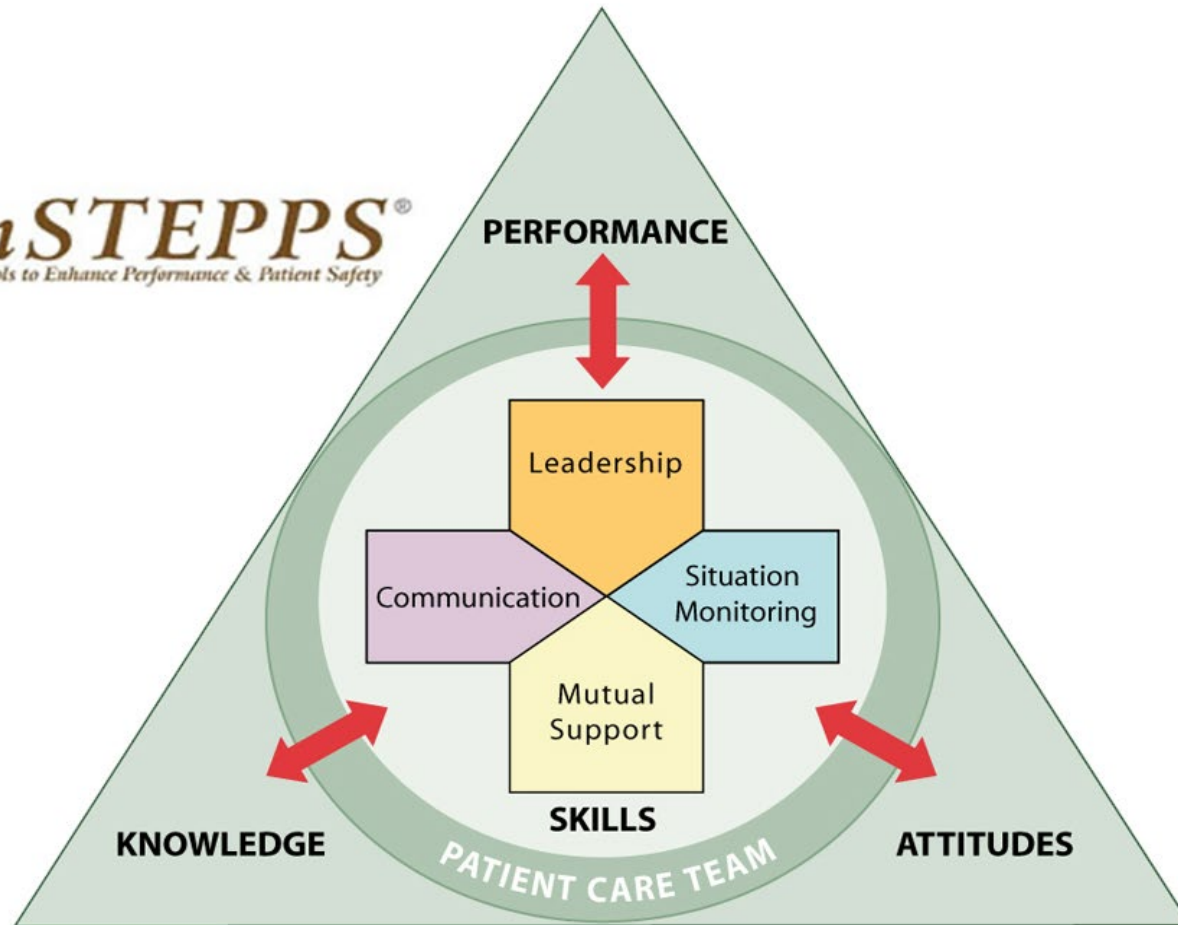 STEPPS®
to Enhance Performance & Patient Safety
PERFORMANCE
Leadership
Communication
Situation
Monitoring
Mutual
Support
SKILLS
KNOWLEDGE
ATTITUDES
PATIENT CARE TEAM